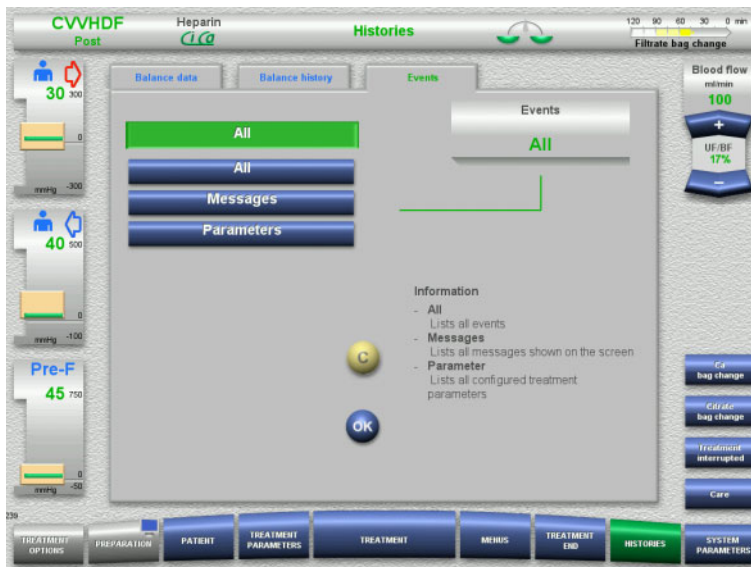 CVVHDF
Post
Heparin
CiCa
Histories
120 90 60 30 0 min
Filtrate bag change
30 300
0
mmHg -300
40 500
0
mmHg -100
Pre-F
45 750
0
mmHg -50
Balance data
Balance history
Events
All
All
Messages
Parameters
Events
All
Information
- All
Lists all events
- Messages
Lists all messages shown on the screen
- Parameter
Lists all configured treatment
parameters
C
OK
Blood flow
ml/min
100
+
UF/BF
17%
–
Ca
bag change
Citrate
bag change
Treatment
interrupted
Care
239
TREATMENT
OPTIONS
PREPARATION
PATIENT
TREATMENT
PARAMETERS
TREATMENT
MENUS
TREATMENT
END
HISTORIES
SYSTEM
PARAMETERS